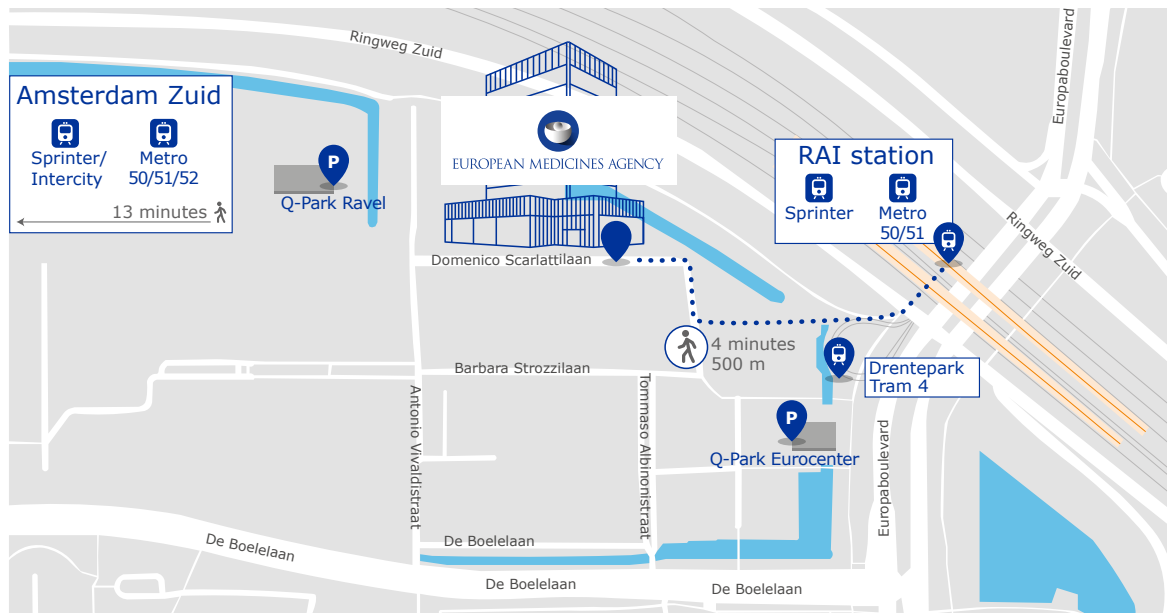 Ringweg Zuid
Europaboulevard
Amsterdam Zuid
Sprinter/
Intercity
Metro
50/51/52
13 minutes
EUROPEAN MEDICINES AGENCY
P
Q-Park Ravel
RAI station
Sprinter
Metro
50/51
Ringweg Zuid
Domenico Scarlattilaan
4 minutes
500 m
Drentepark
Tram 4
Barbara Strozzilaan
Antonio Vivaldistraat
Tommaso Albinonistraat
P
Q-Park Eurocenter
Europaboulevard
De Boelelaan
De Boelelaan
De Boelelaan
De Boelelaan